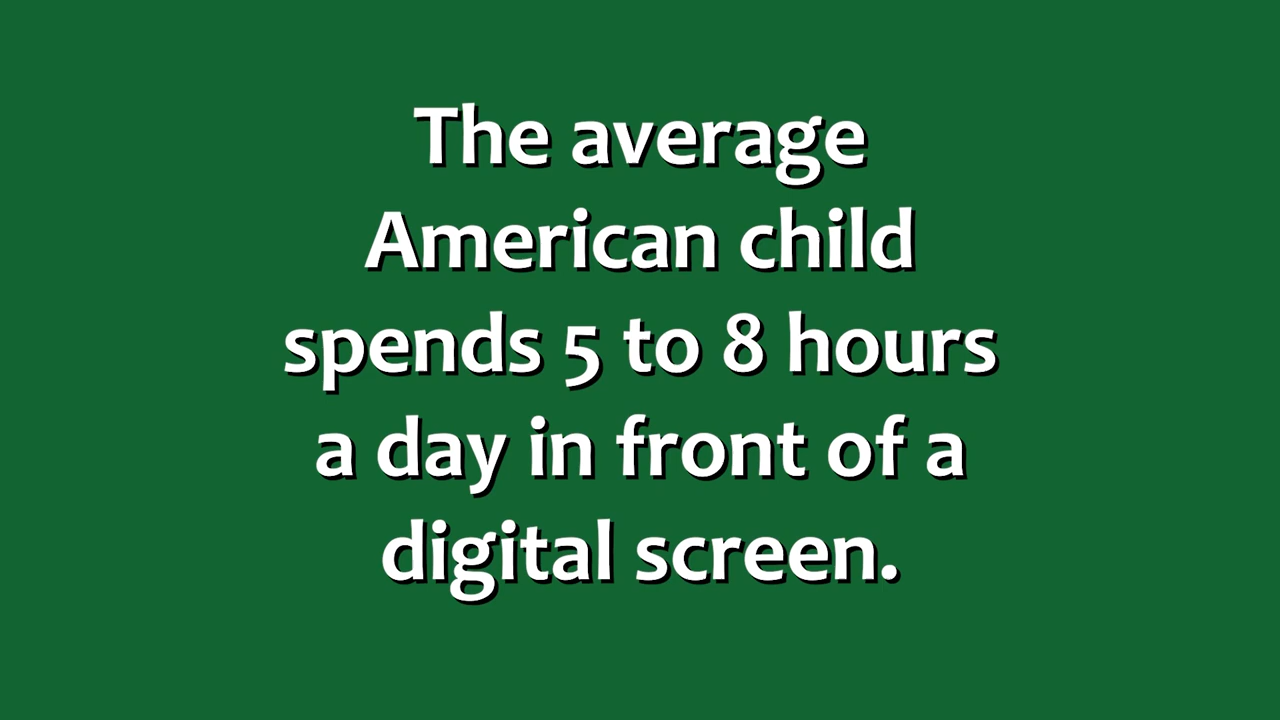 The average
American child
spends 5 to 8 hours
a day in front of a
digital screen.